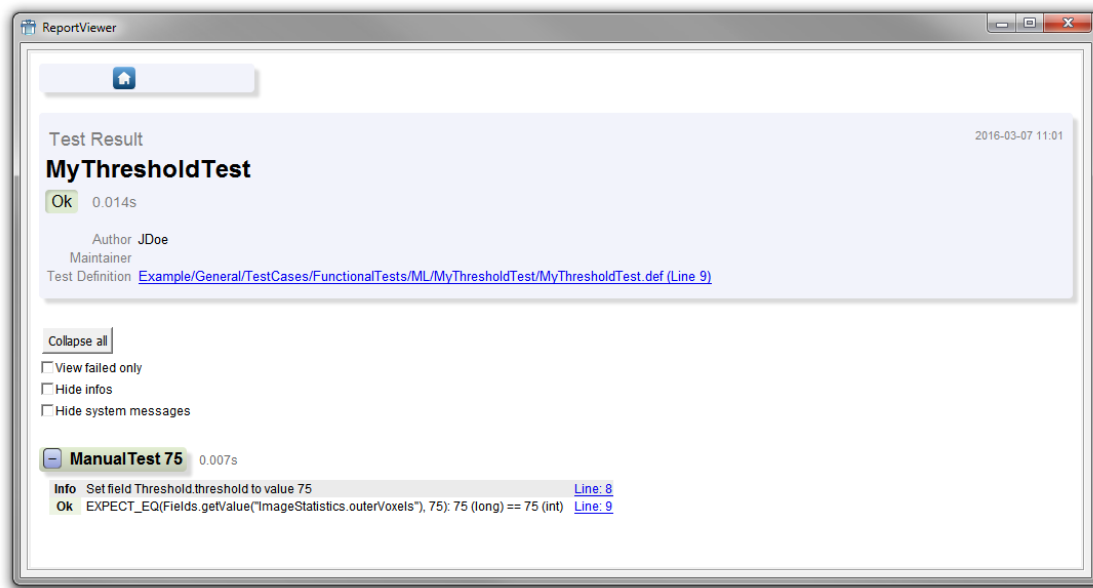 ReportViewer
Test Result
2016-03-07 11:01
MyThresholdTest
Ok 0.014s
Author JDoe
Maintainer
Test Definition Example/General/TestCases/FunctionalTests/ML/MyThresholdTest/MyThresholdTest.def (Line 9)
Collapse all
View failed only
Hide infos
Hide system messages
ManualTest 75 0.007s
Info Set field Threshold.threshold to value 75 Line: 8
Ok EXPECT_EQ(Fields.getValue("ImageStatistics.outerVoxels"), 75): 75 (long) == 75 (int) Line: 9